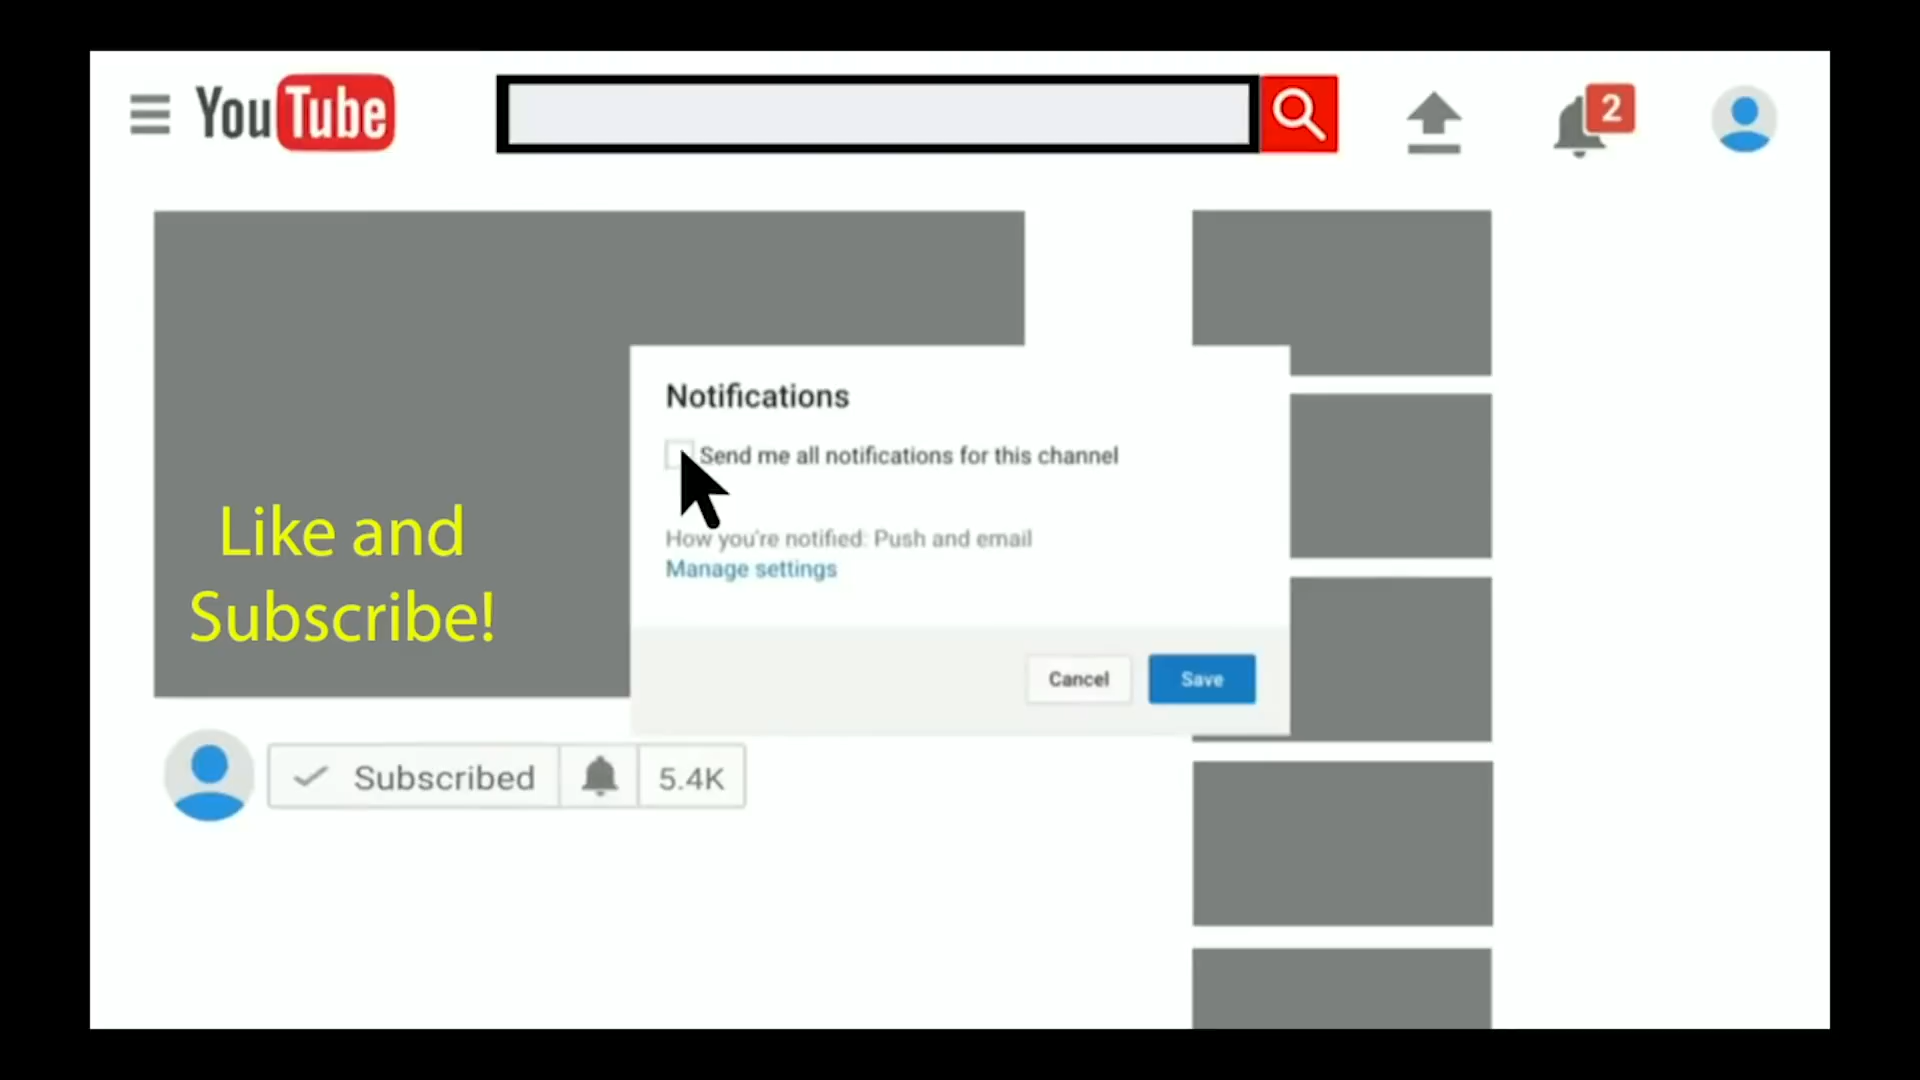 YouTube
2
Notifications
Send me all notifications for this channel
Like and
Subscribe!
How you're notified: Push and email
Manage settings
Cancel
Save
Subscribed
5.4K